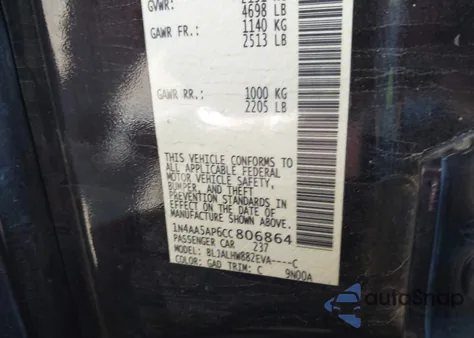 GVWR:
4698 LB
GAWR FR.: 1140 KG
2513 LB
GAWR RR.: 1000 KG
2205 LB
THIS VEHICLE CONFORMS TO
ALL APPLICABLE FEDERAL
MOTOR VEHICLE SAFETY,
BUMPER, AND THEFT
PREVENTION STANDARDS IN
EFFECT ON THE DATE OF
MANUFACTURE SHOWN ABOVE.
1N4AA5AP6CC806864
PASSENGER CAR 237
MODEL: BLJALHW882EVA----C
COLOR: GAD TRIM: C 9N00A
autoSnap